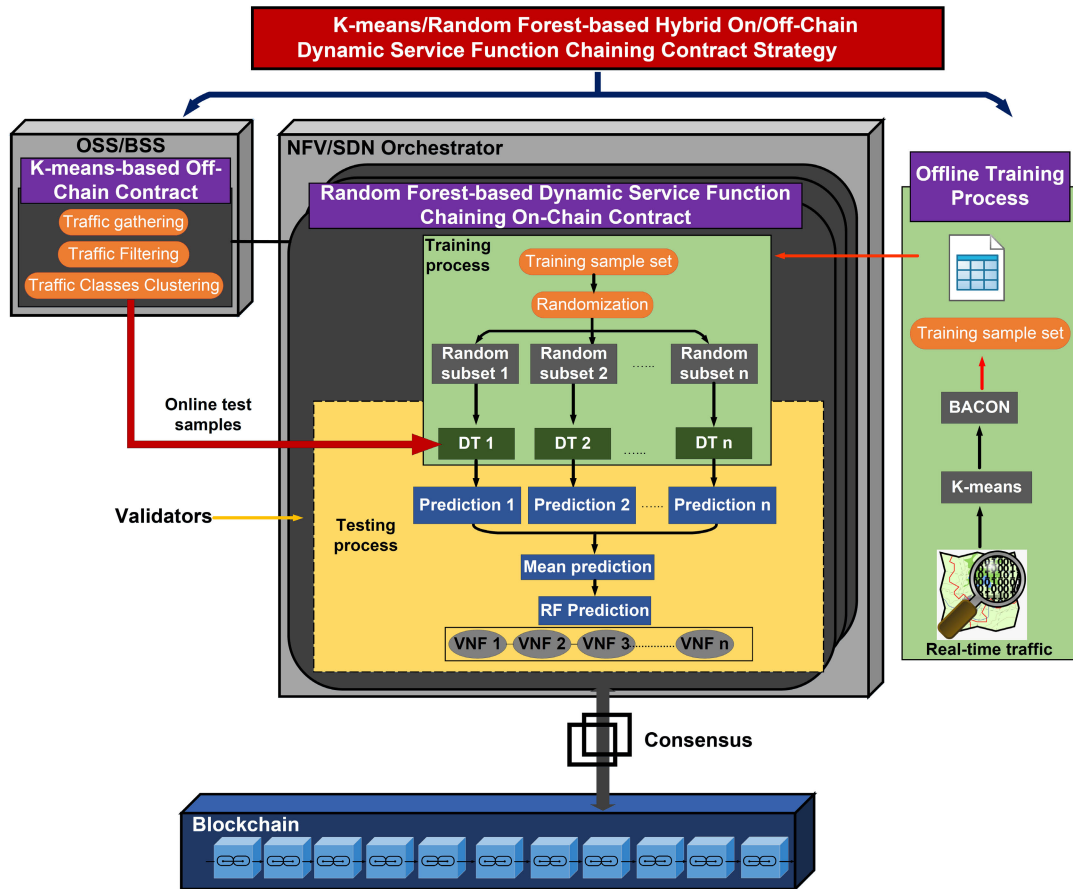 K-means/Random Forest-based Hybrid On/Off-Chain
Dynamic Service Function Chaining Contract Strategy
OSS/BSS
K-means-based Off-
Chain Contract
Traffic gathering
Traffic Filtering
Traffic Classes Clustering
NFV/SDN Orchestrator
Random Forest-based Dynamic Service Function
Chaining On-Chain Contract
Training
process
Training sample set
Randomization
Random
subset 1
Random
subset 2
......
Random
subset n
DT 1
DT 2
......
DT n
Online test
samples
Validators
Testing
process
Prediction 1
Prediction 2
......
Prediction n
Mean prediction
RF Prediction
VNF 1
VNF 2
VNF 3
VNF n
Offline Training
Process
Training sample set
BACON
K-means
Real-time traffic
Consensus
Blockchain